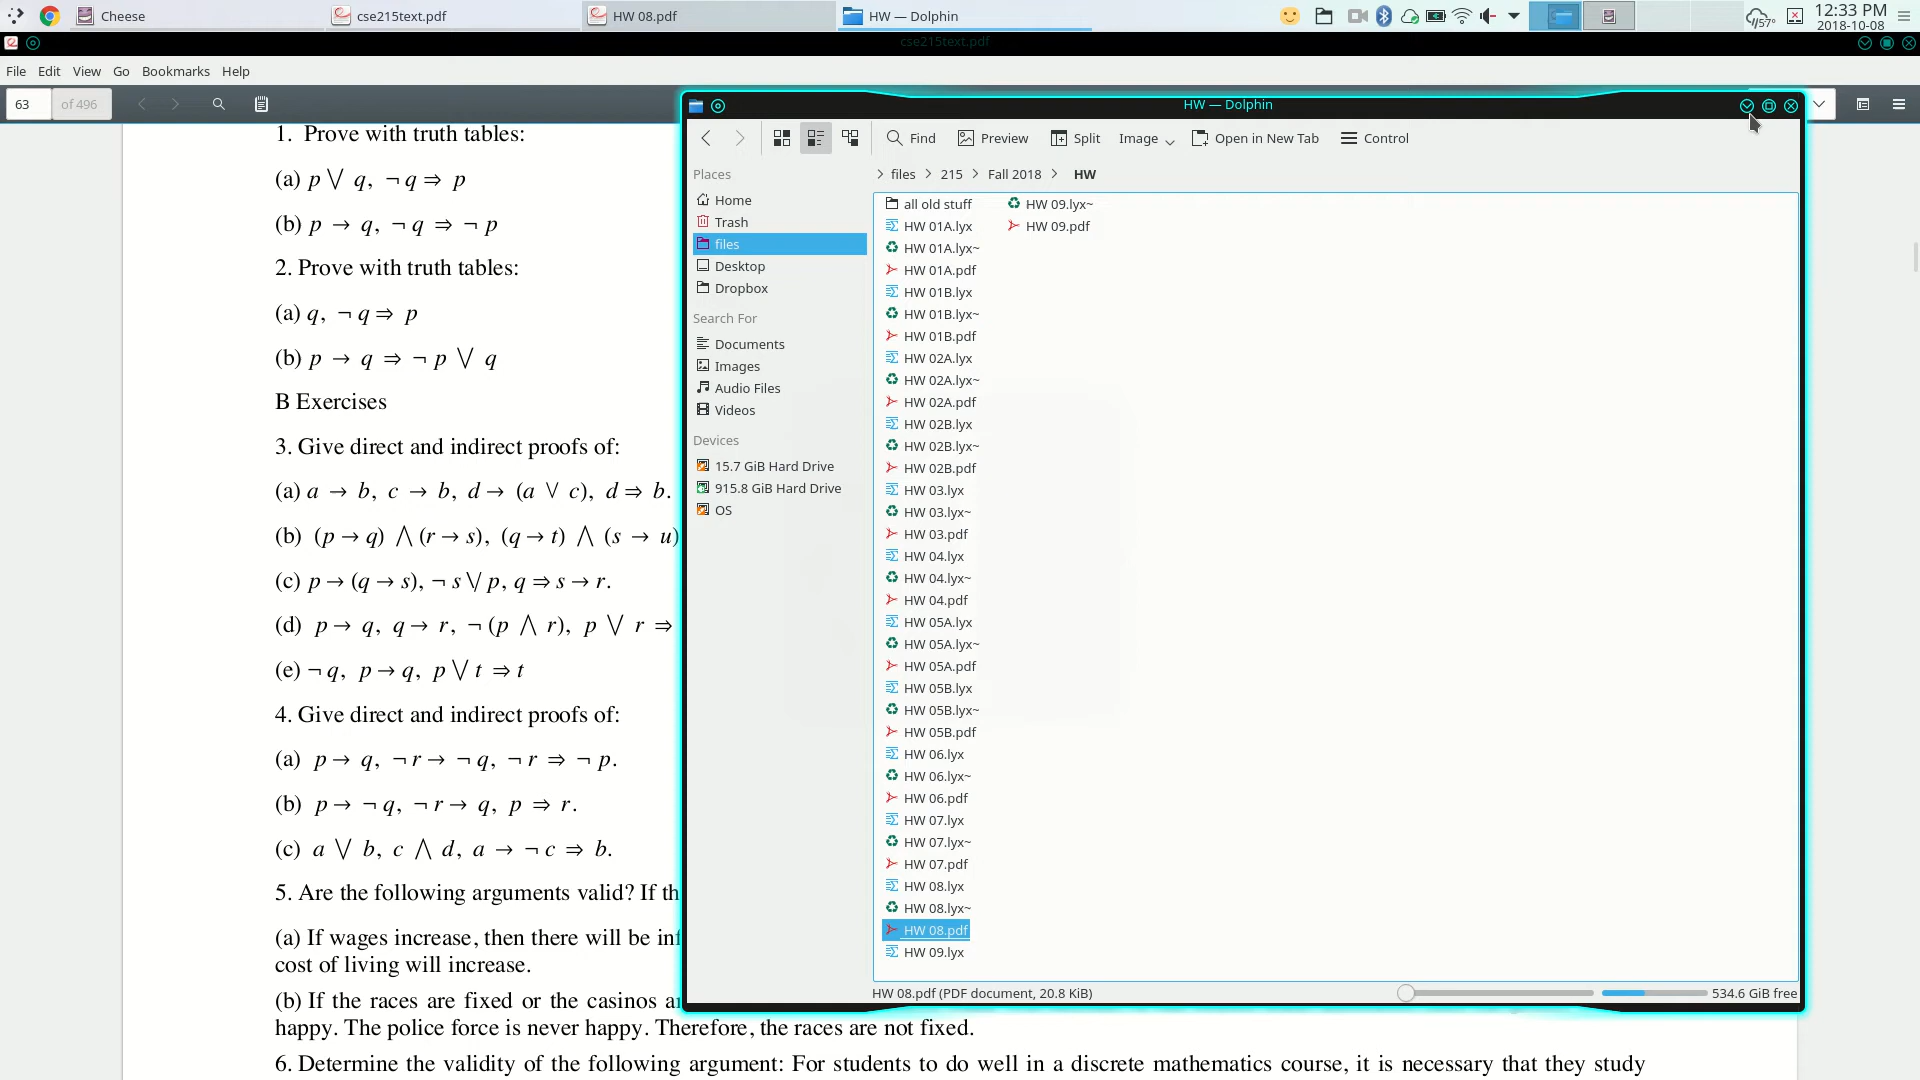 Cheese
cse215text.pdf
HW 08.pdf
HW — Dolphin
57°
12:33 PM
2018-10-08
cse215text.pdf
File Edit View Go Bookmarks Help
63 of 496
1. Prove with truth tables:
(a) p ⋁ q, ¬ q ⇒ p
(b) p → q, ¬ q ⇒ ¬ p
2. Prove with truth tables:
(a) q, ¬ q ⇒ p
(b) p → q ⇒ ¬ p ⋁ q
B Exercises
3. Give direct and indirect proofs of:
(a) a → b, c → b, d → (a ∨ c), d ⇒ b.
(b) (p → q) ⋀ (r → s), (q → t) ⋀ (s → u)
(c) p → (q → s), ¬ s ⋁ p, q ⇒ s → r.
(d) p → q, q → r, ¬ (p ⋀ r), p ⋁ r ⇒
(e) ¬ q, p → q, p ⋁ t ⇒ t
4. Give direct and indirect proofs of:
(a) p → q, ¬ r → ¬ q, ¬ r ⇒ ¬ p.
(b) p → ¬ q, ¬ r → q, p ⇒ r.
(c) a ⋁ b, c ⋀ d, a → ¬ c ⇒ b.
5. Are the following arguments valid? If th
(a) If wages increase, then there will be inf
cost of living will increase.
(b) If the races are fixed or the casinos a
happy. The police force is never happy. Therefore, the races are not fixed.
6. Determine the validity of the following argument: For students to do well in a discrete mathematics course, it is necessary that they study
HW — Dolphin
Find Preview Split Image Open in New Tab Control
Places
Home
Trash
files
Desktop
Dropbox
Search For
Documents
Images
Audio Files
Videos
Devices
15.7 GiB Hard Drive
915.8 GiB Hard Drive
OS
> files > 215 > Fall 2018 > HW
all old stuff
HW 01A.lyx
HW 01A.lyx~
HW 01A.pdf
HW 01B.lyx
HW 01B.lyx~
HW 01B.pdf
HW 02A.lyx
HW 02A.lyx~
HW 02A.pdf
HW 02B.lyx
HW 02B.lyx~
HW 02B.pdf
HW 03.lyx
HW 03.lyx~
HW 03.pdf
HW 04.lyx
HW 04.lyx~
HW 04.pdf
HW 05A.lyx
HW 05A.lyx~
HW 05A.pdf
HW 05B.lyx
HW 05B.lyx~
HW 05B.pdf
HW 06.lyx
HW 06.lyx~
HW 06.pdf
HW 07.lyx
HW 07.lyx~
HW 07.pdf
HW 08.lyx
HW 08.lyx~
HW 08.pdf
HW 09.lyx
HW 09.lyx~
HW 09.pdf
HW 08.pdf (PDF document, 20.8 KiB)
534.6 GiB free